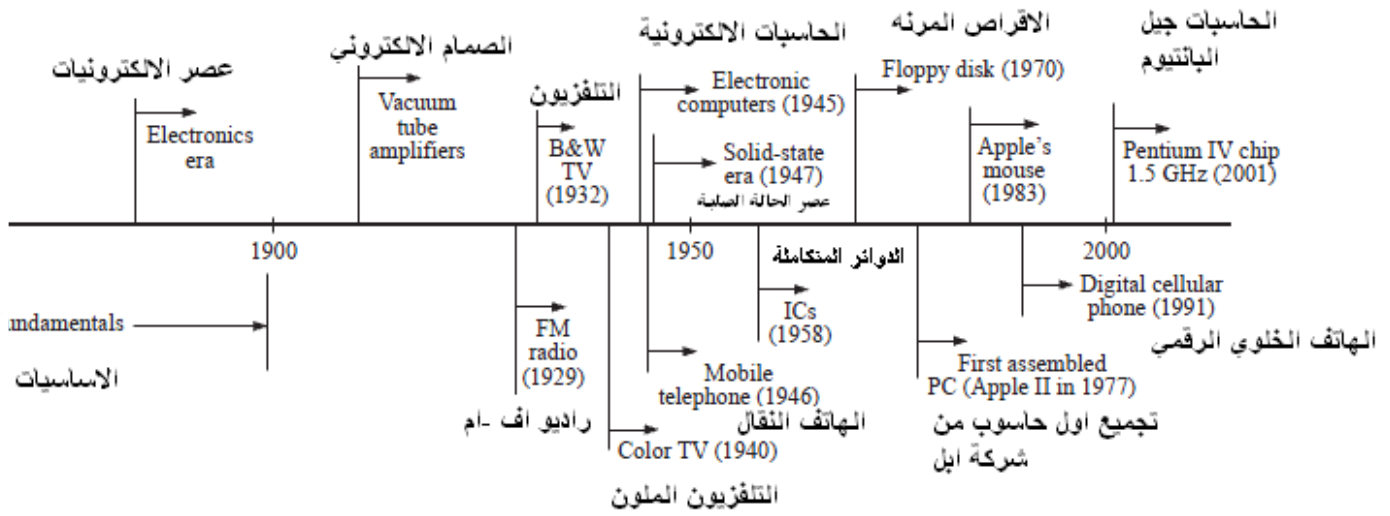 عصر الالكترونيات
Electronics
era
الصمام الالكتروني
Vacuum
tube
amplifiers
التلفزيون
B&W
TV
(1932)
الحاسبات الالكترونية
Electronic
computers (1945)
Solid-state
era (1947)
عصر الحالة الصلبة
الاقراص المرنه
Floppy disk (1970)
Apple's
mouse
(1983)
الحاسبات جيل
البانتيوم
Pentium IV chip
1.5 GHz (2001)
1900
1950
2000
undamentals
الاساسيات
FM
radio
(1929)
راديو اف -ام
Color TV (1940)
التلفزيون الملون
Mobile
telephone (1946)
الهاتف النقال
الدوائر المتكاملة
ICs
(1958)
First assembled
PC (Apple II in 1977)
تجميع اول حاسوب من
شركة ابل
Digital cellular
phone (1991)
الهاتف الخلوي الرقمي